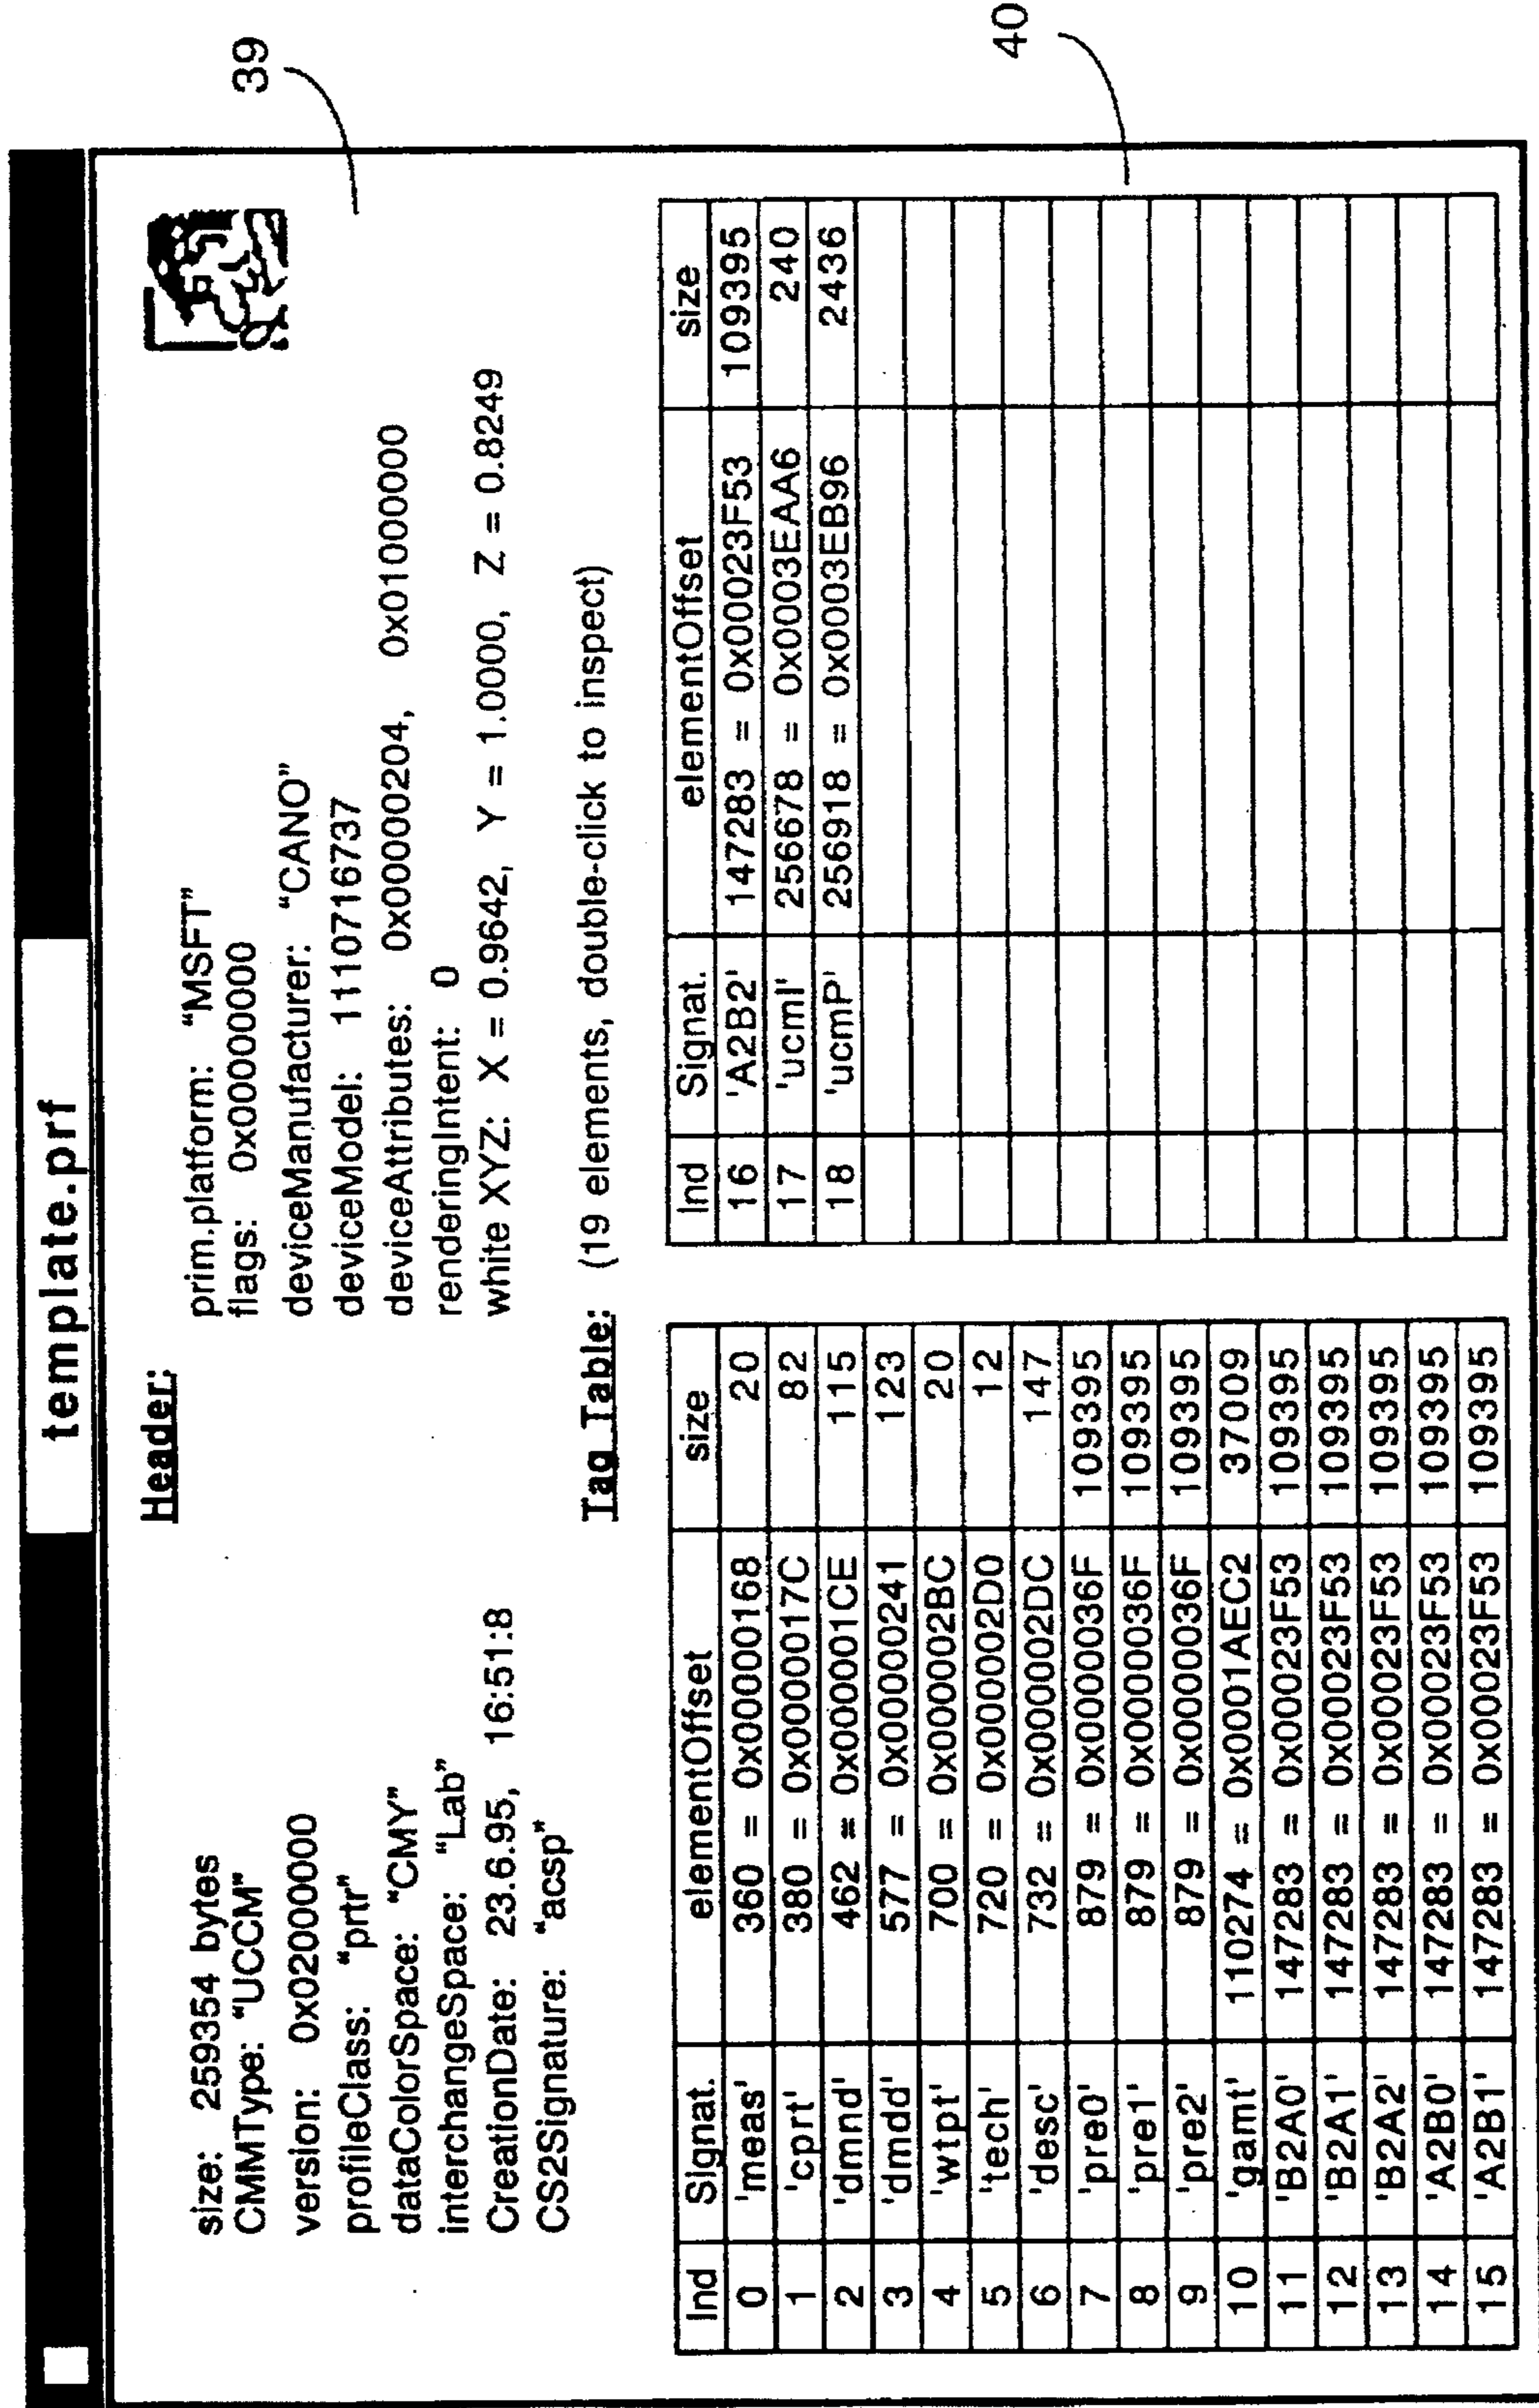 template.prf
Header:
size: 259354 bytes
CMMType: "UCCM"
version: 0x02000000
profileClass: "prtr"
dataColorSpace: "CMY"
interchangeSpace: "Lab"
CreationDate: 23.6.95, 16:51:8
CS2Signature: "acsp"
prim.platform: "MSFT"
flags: 0x00000000
deviceManufacturer: "CANO"
deviceModel: 1110716737
deviceAttributes: 0x00000204, 0x01000000
renderingIntent: 0
white XYZ: X = 0.9642, Y = 1.0000, Z = 0.8249
39
Tag Table: (19 elements, double-click to inspect)
Ind Signat. elementOffset size
0 'meas' 360 = 0x00000168 20
1 'cprt' 380 = 0x0000017C 82
2 'dmnd' 462 = 0x000001CE 115
3 'dmdd' 577 = 0x00000241 123
4 'wtpt' 700 = 0x000002BC 20
5 'tech' 720 = 0x000002D0 12
6 'desc' 732 = 0x000002DC 147
7 'pre0' 879 = 0x0000036F 109395
8 'pre1' 879 = 0x0000036F 109395
9 'pre2' 879 = 0x0000036F 109395
10 'gamt' 110274 = 0x0001AEC2 37009
11 'B2A0' 147283 = 0x00023F53 109395
12 'B2A1' 147283 = 0x00023F53 109395
13 'B2A2' 147283 = 0x00023F53 109395
14 'A2B0' 147283 = 0x00023F53 109395
15 'A2B1' 147283 = 0x00023F53 109395
Ind Signat. elementOffset size
16 'A2B2' 147283 = 0x00023F53 109395
17 'ucmI' 256678 = 0x0003EAA6 240
18 'ucmP' 256918 = 0x0003EB96 2436
40